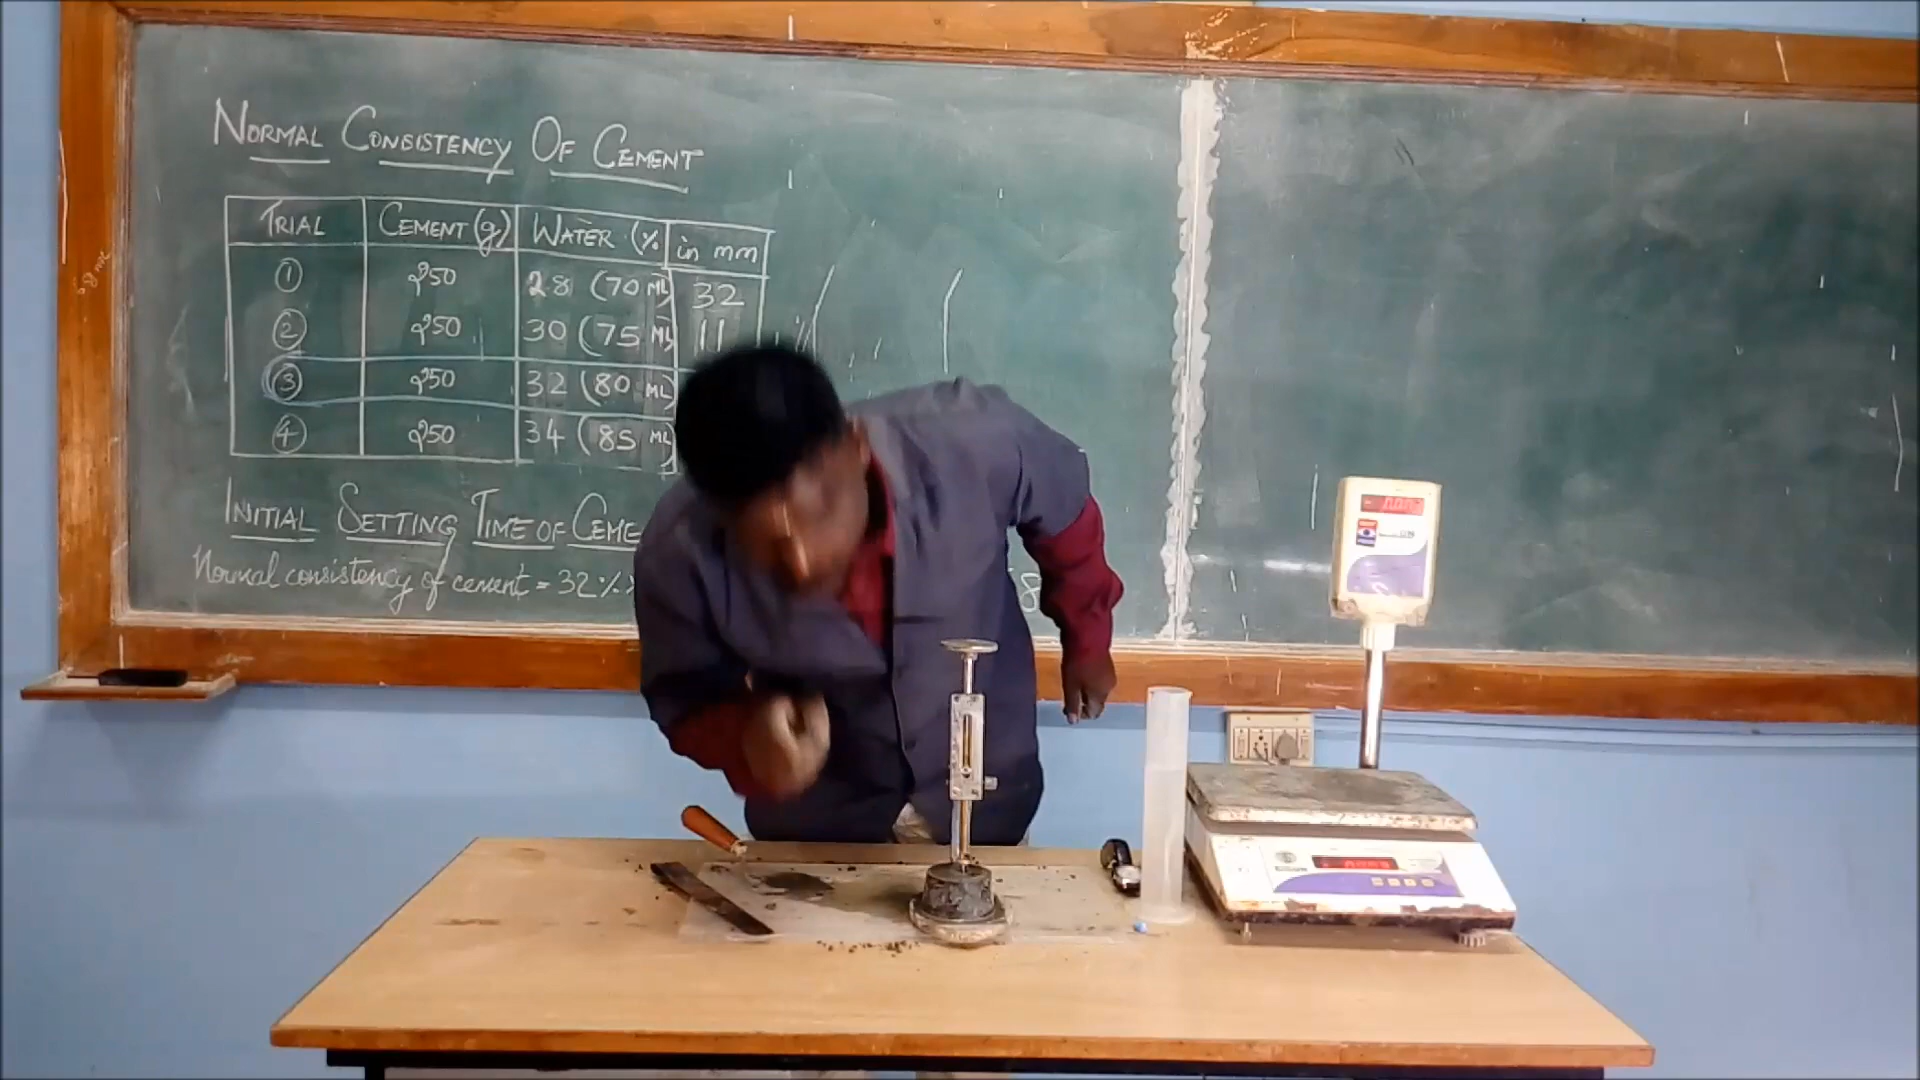 NORMAL CONSISTENCY OF CEMENT
TRIAL CEMENT (g) WATER (% in mm
1 250 28 (70 ML) 32
2 250 30 (75 ML) 11
3 250 32 (80 ML)
4 250 34 (85 ML)
INITIAL SETTING TIME OF CEME
Normal consistency of cement = 32%
8